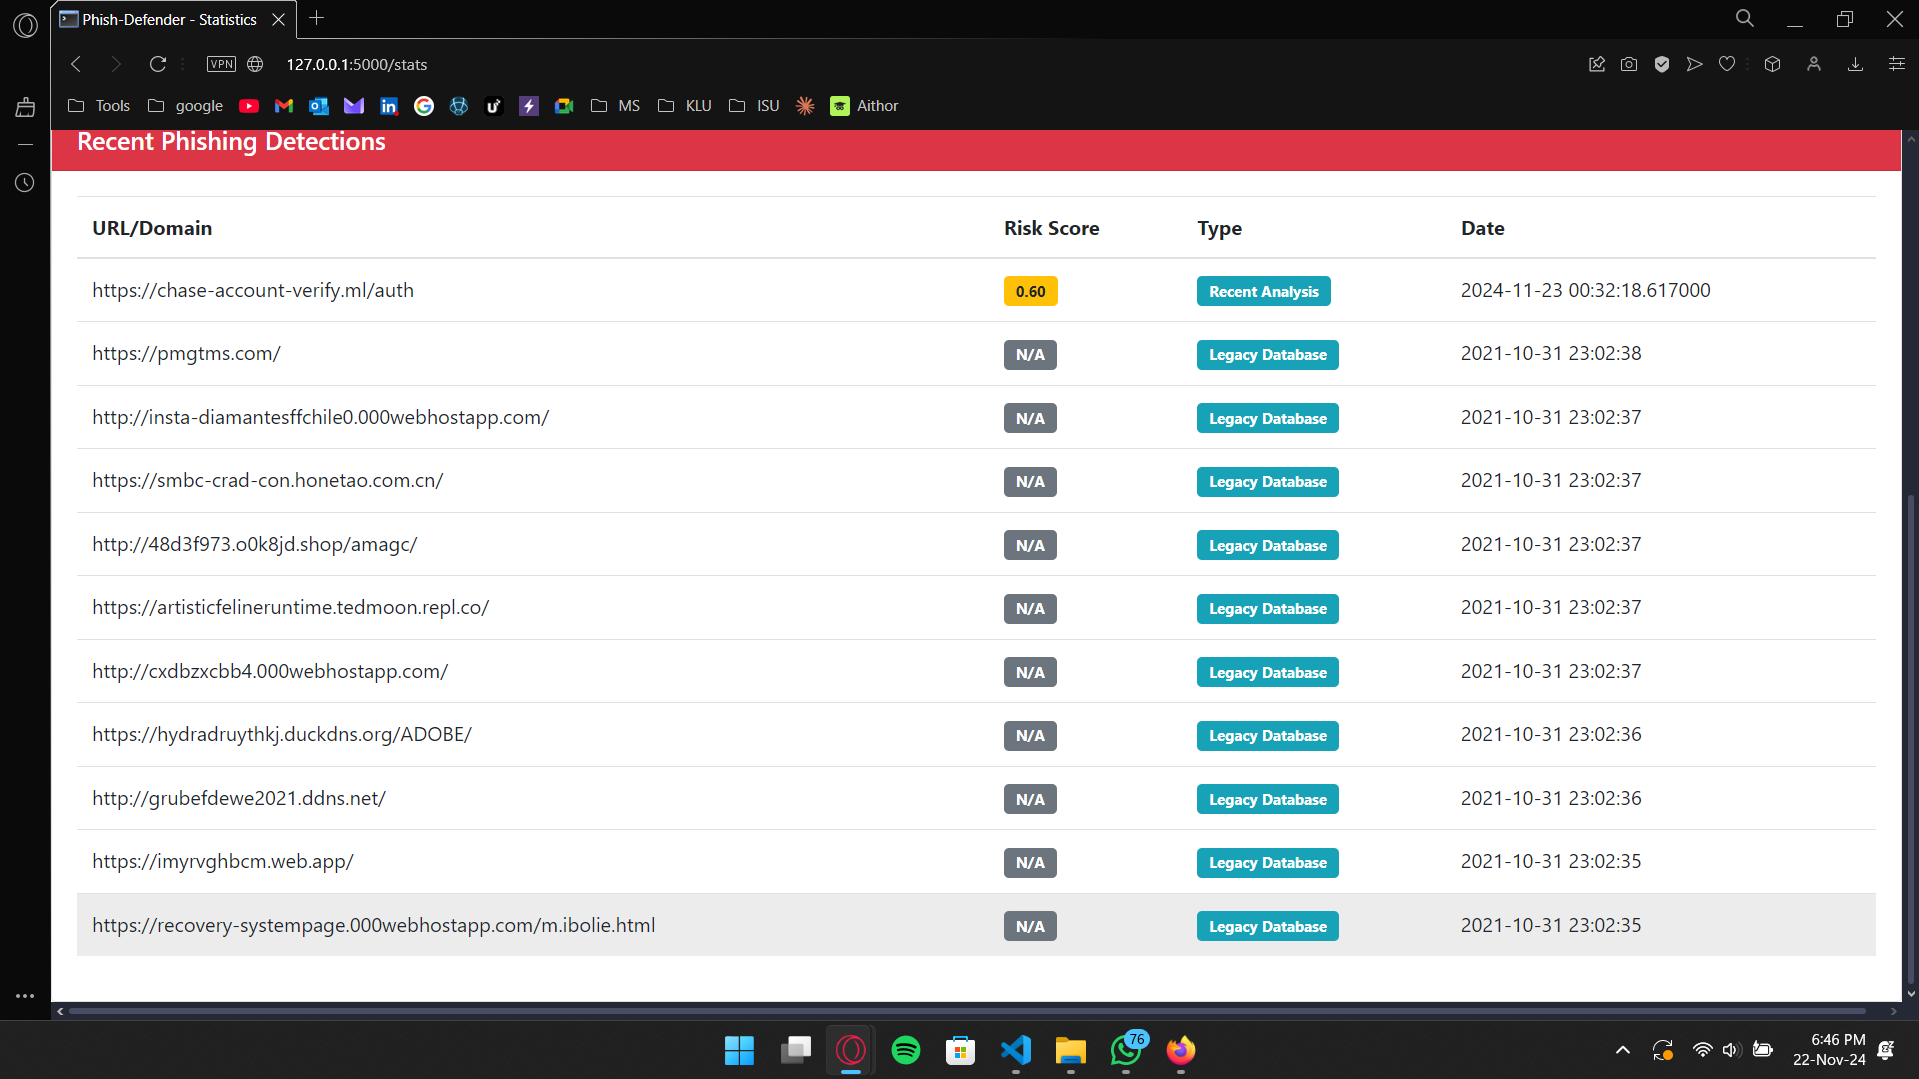 Phish-Defender - Statistics
VPN 127.0.0.1:5000/stats
Tools google MS KLU ISU Aithor
Recent Phishing Detections
URL/Domain Risk Score Type Date
https://chase-account-verify.ml/auth 0.60 Recent Analysis 2024-11-23 00:32:18.617000
https://pmgtms.com/ N/A Legacy Database 2021-10-31 23:02:38
http://insta-diamantesffchile0.000webhostapp.com/ N/A Legacy Database 2021-10-31 23:02:37
https://smbc-crad-con.honetao.com.cn/ N/A Legacy Database 2021-10-31 23:02:37
http://48d3f973.o0k8jd.shop/amagc/ N/A Legacy Database 2021-10-31 23:02:37
https://artisticfelineruntime.tedmoon.repl.co/ N/A Legacy Database 2021-10-31 23:02:37
http://cxdbzxcbb4.000webhostapp.com/ N/A Legacy Database 2021-10-31 23:02:37
https://hydradruythkj.duckdns.org/ADOBE/ N/A Legacy Database 2021-10-31 23:02:36
http://grubefdewe2021.ddns.net/ N/A Legacy Database 2021-10-31 23:02:36
https://imyrvghbcm.web.app/ N/A Legacy Database 2021-10-31 23:02:35
https://recovery-systempage.000webhostapp.com/m.ibolie.html N/A Legacy Database 2021-10-31 23:02:35
76
6:46 PM
22-Nov-24